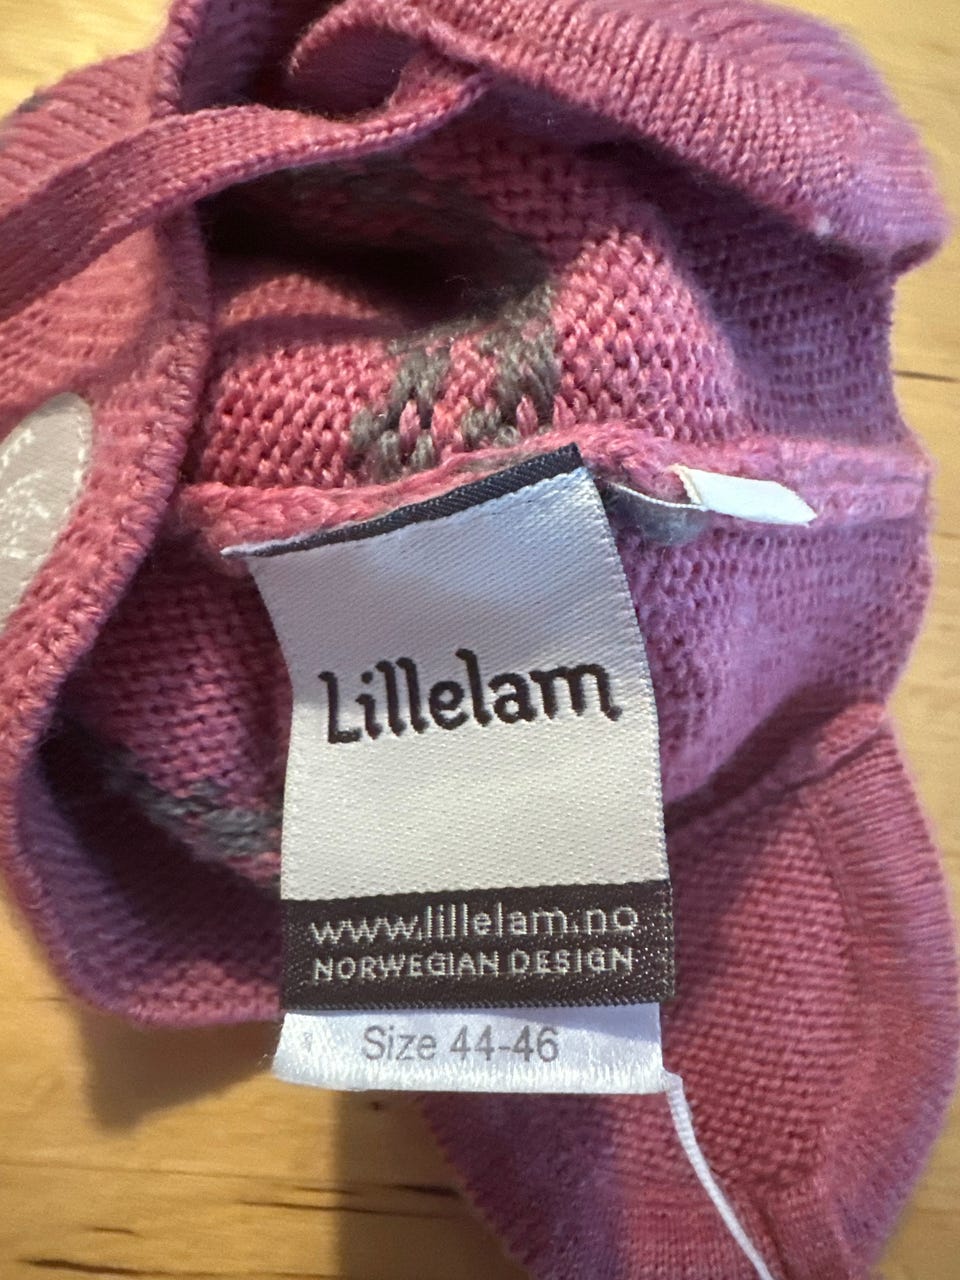 Lillelam
www.lillelam.no
NORWEGIAN DESIGN
Size 44-46